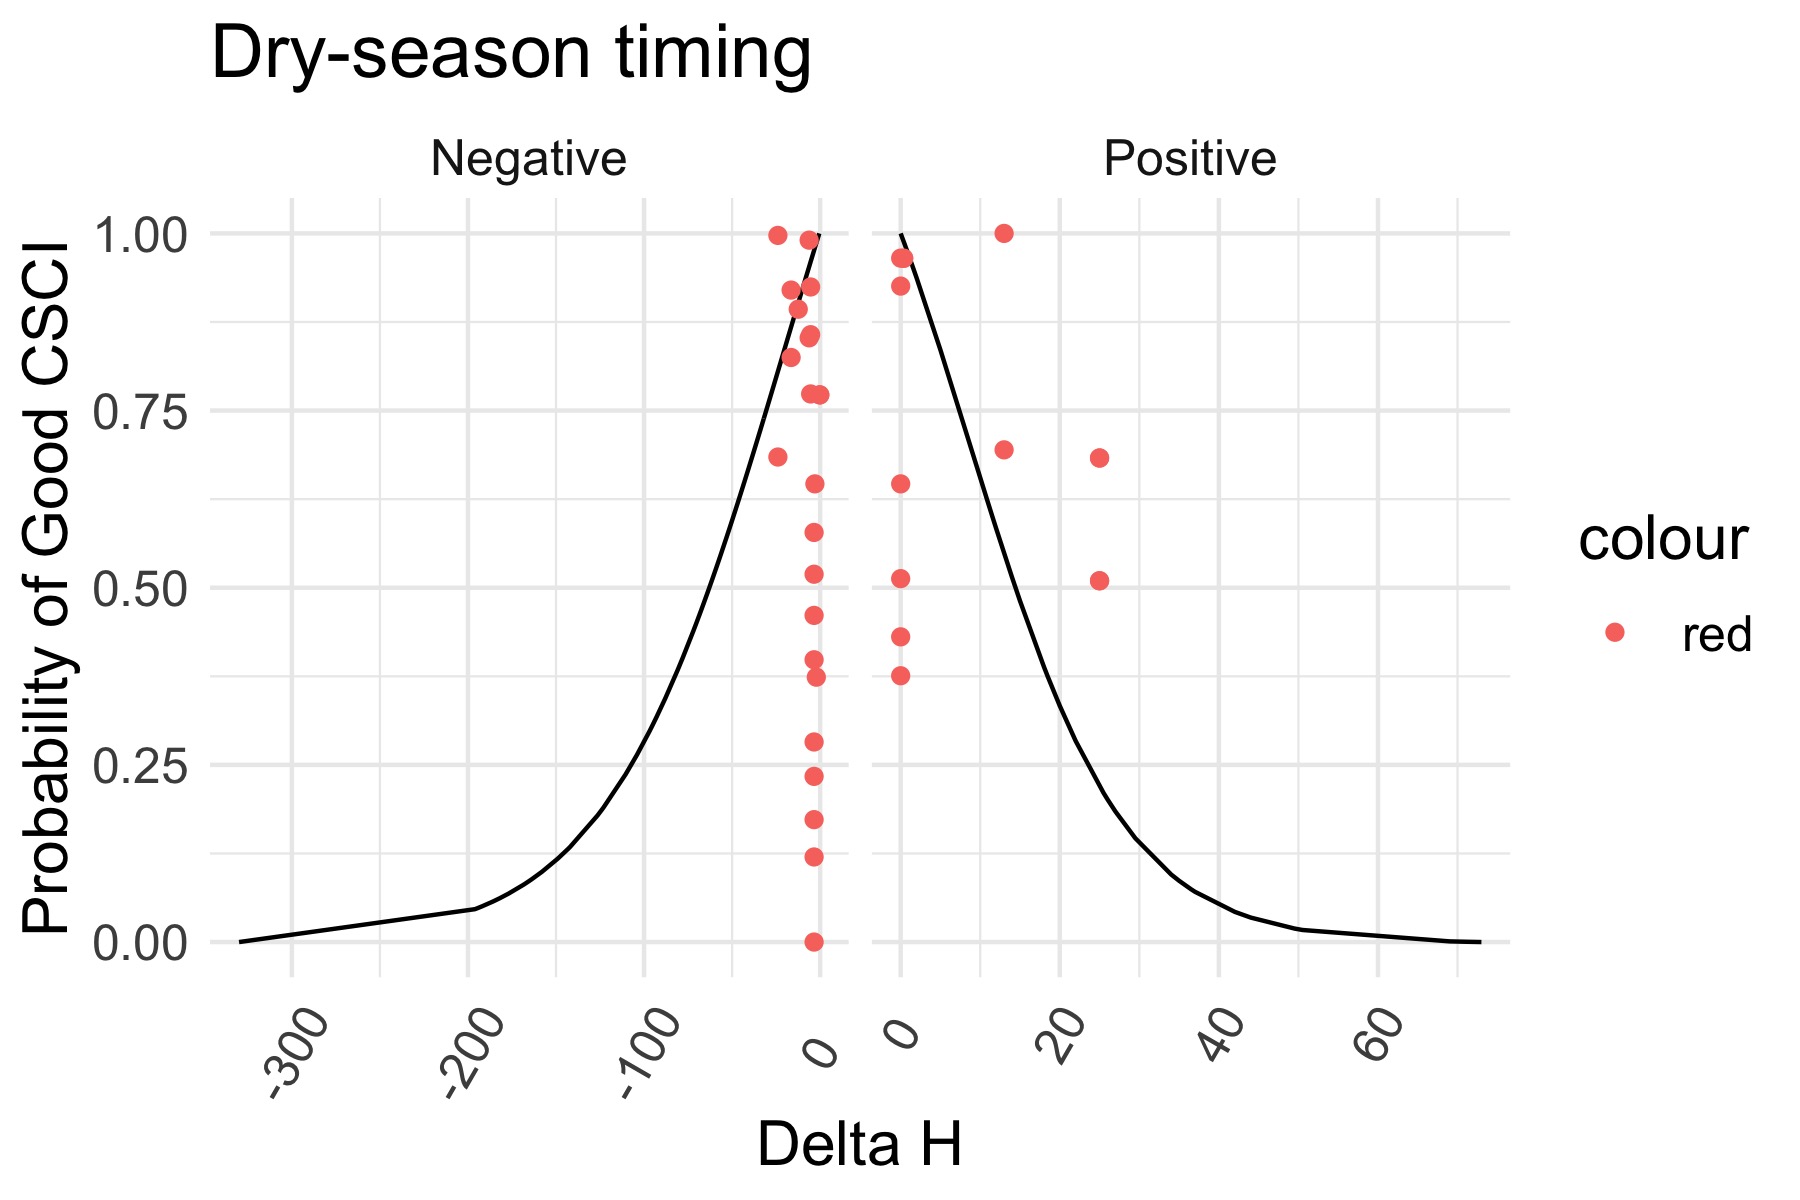 Dry-season timing
Negative
Positive
Probability of Good CSCI
1.00
0.75
0.50
0.25
0.00
-300
-200
-100
0
0
20
40
60
Delta H
colour
red